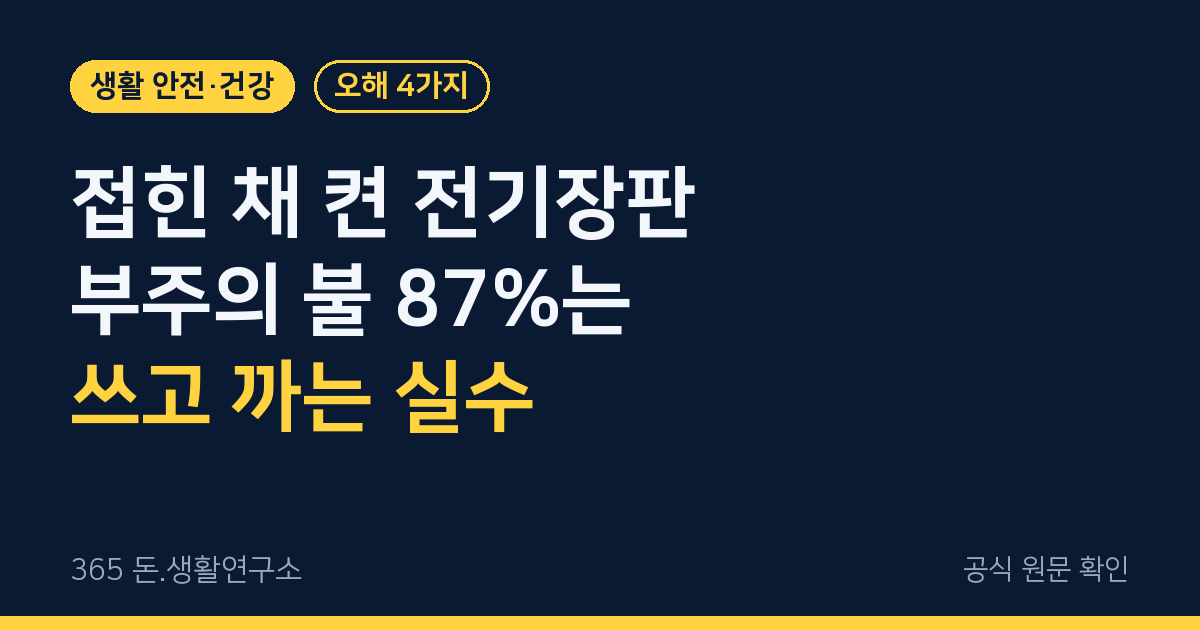 생활 안전·건강
오해 4가지
접힌 채 켠 전기장판
부주의 불 87%는
쓰고 까는 실수
365 돈.생활연구소
공식 원문 확인